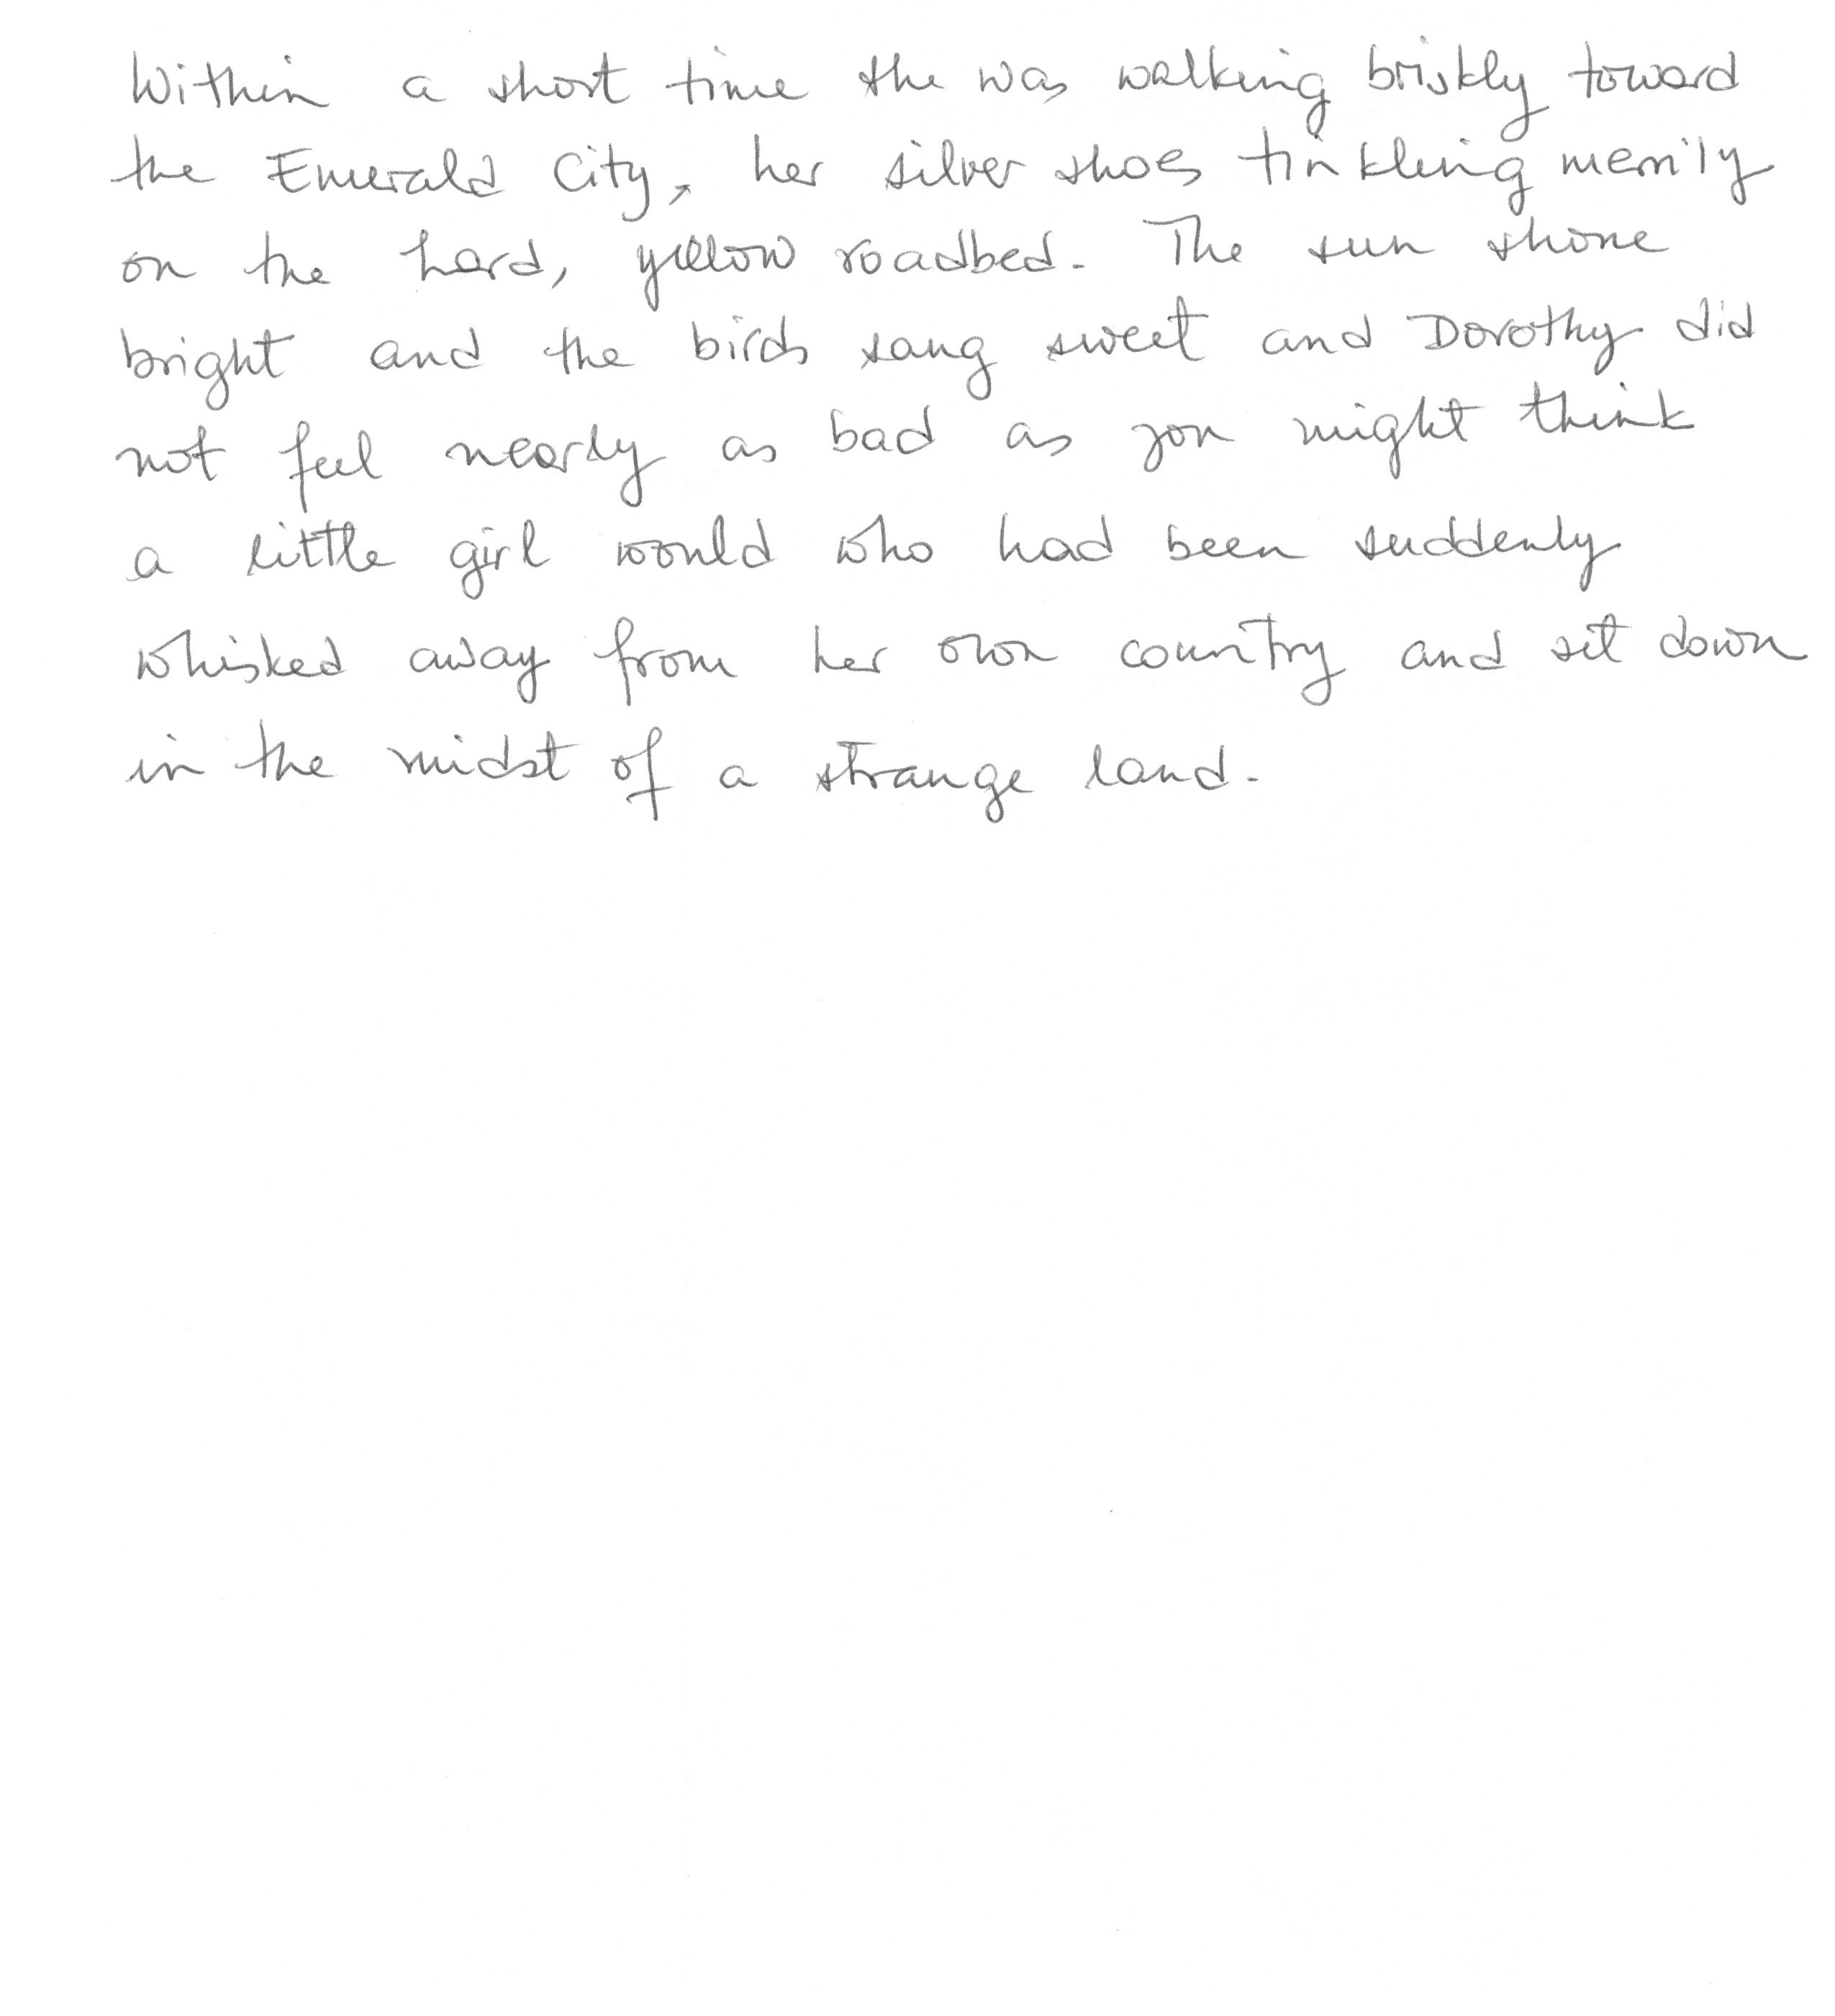 Within a short time she was walking briskly toward
the Emerald City, her silver shoes tinkling merrily
on the hard, yellow roadbed. The sun shone
bright and the birds sang sweet and Dorothy did
not feel nearly as bad as you might think
a little girl would who had been suddenly
whisked away from her own country and sit down
in the midst of a strange land.